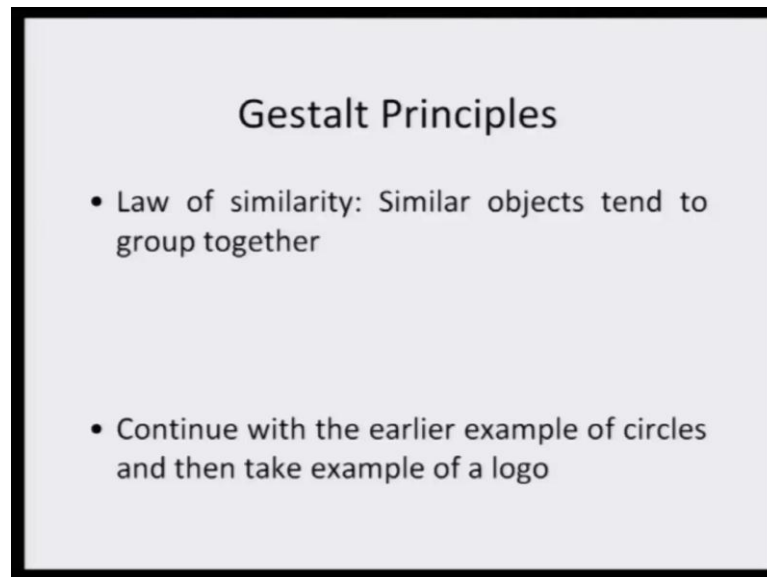 Gestalt Principles
• Law of similarity: Similar objects tend to
group together
• Continue with the earlier example of circles
and then take example of a logo